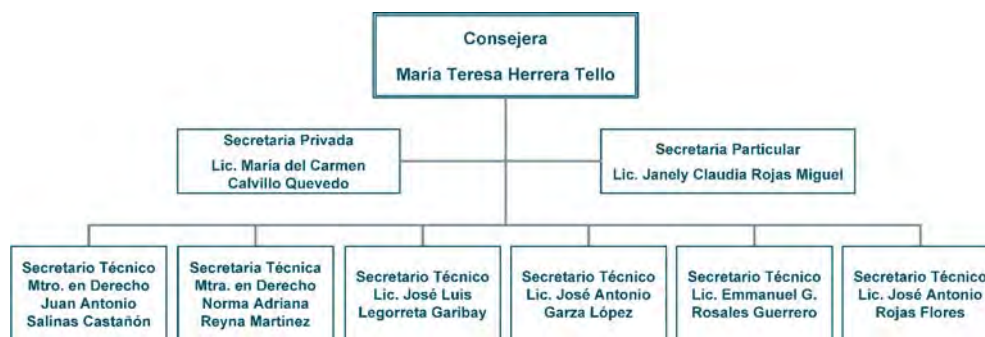 Consejera
María Teresa Herrera Tello
Secretaria Privada
Lic. María del Carmen
Calvillo Quevedo
Secretaria Particular
Lic. Janely Claudia Rojas Miguel
Secretario Técnico
Mtro. en Derecho
Juan Antonio
Salinas Castañón
Secretaria Técnica
Mtra. en Derecho
Norma Adriana
Reyna Martinez
Secretario Técnico
Lic. José Luis
Legorreta Garibay
Secretario Técnico
Lic. José Antonio
Garza López
Secretario Técnico
Lic. Emmanuel G.
Rosales Guerrero
Secretario Técnico
Lic. José Antonio
Rojas Flores